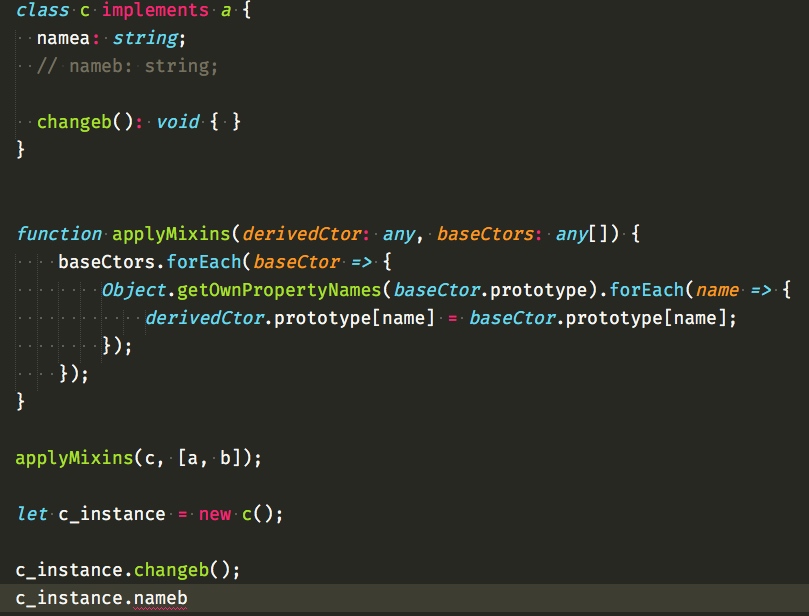 class c implements a {
  namea: string;
  // nameb: string;

  changeb(): void { }
}


function applyMixins(derivedCtor: any, baseCtors: any[]) {
    baseCtors.forEach(baseCtor => {
        Object.getOwnPropertyNames(baseCtor.prototype).forEach(name => {
            derivedCtor.prototype[name] = baseCtor.prototype[name];
        });
    });
}

applyMixins(c, [a, b]);

let c_instance = new c();

c_instance.changeb();
c_instance.nameb